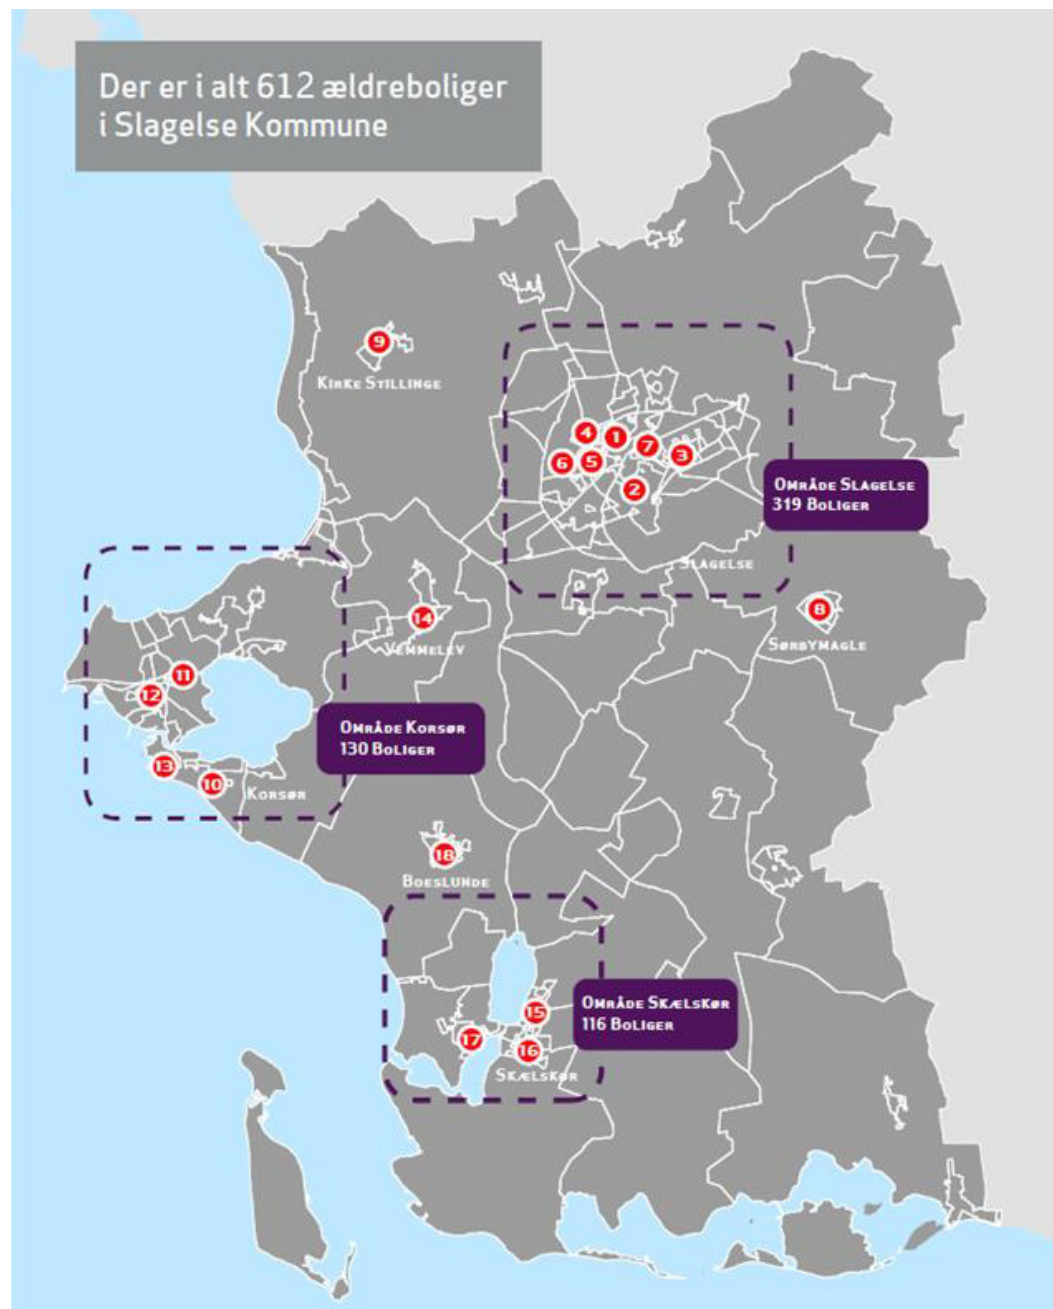 Der er i alt 612 ældreboliger
i Slagelse Kommune
9
Kirke Stillinge
4
1
7
3
6
5
2
Område Slagelse
319 Boliger
Slagelse
8
Sørbymagle
14
Vemmelev
11
12
13
10
Korsør
Område Korsør
130 Boliger
18
Boeslunde
15
Område Skælskør
116 Boliger
17
16
Skælskør